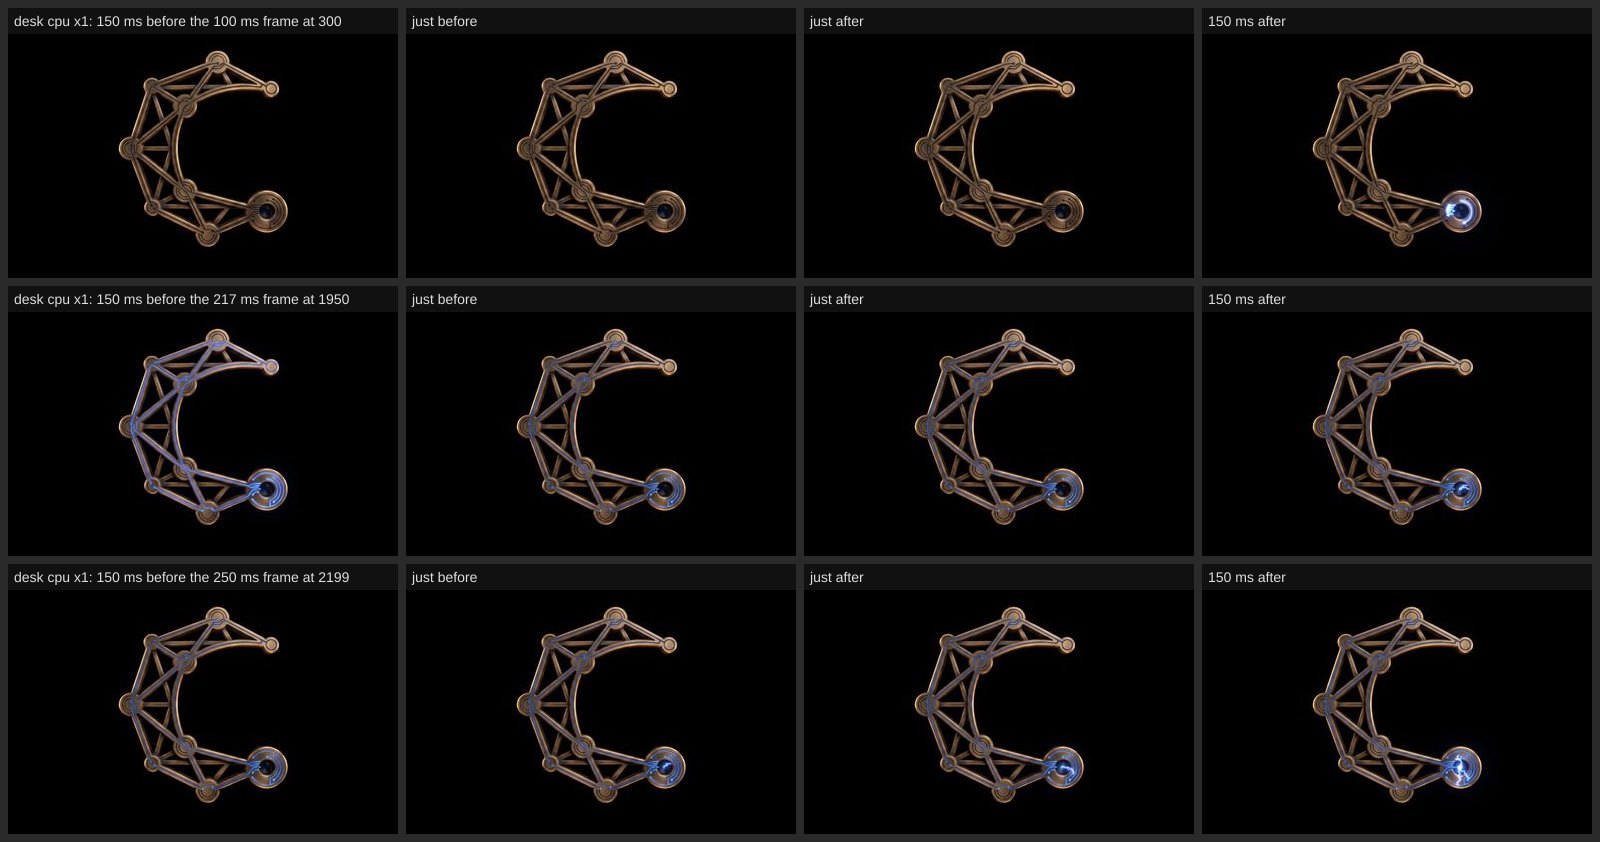 desk cpu x1: 150 ms before the 100 ms frame at 300
just before
just after
150 ms after
desk cpu x1: 150 ms before the 217 ms frame at 1950
just before
just after
150 ms after
desk cpu x1: 150 ms before the 250 ms frame at 2199
just before
just after
150 ms after